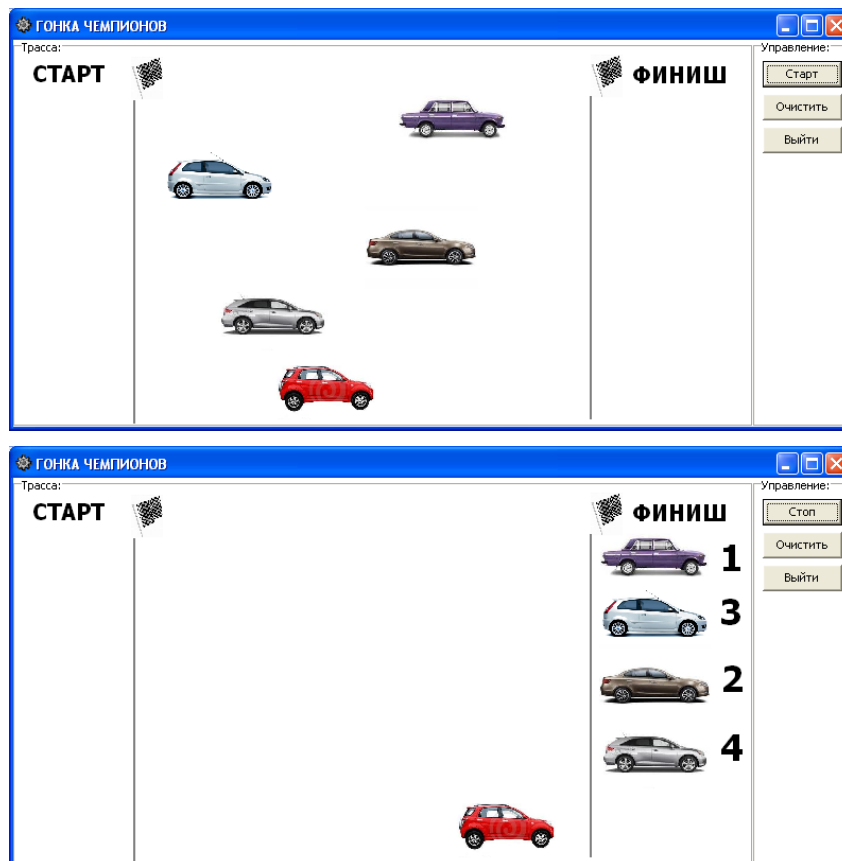 ГОНКА ЧЕМПИОНОВ
Трасса:
Управление:
СТАРТ
ФИНИШ
Старт
Очистить
Выйти
ГОНКА ЧЕМПИОНОВ
Трасса:
Управление:
СТАРТ
ФИНИШ
Стоп
Очистить
Выйти
1
3
2
4